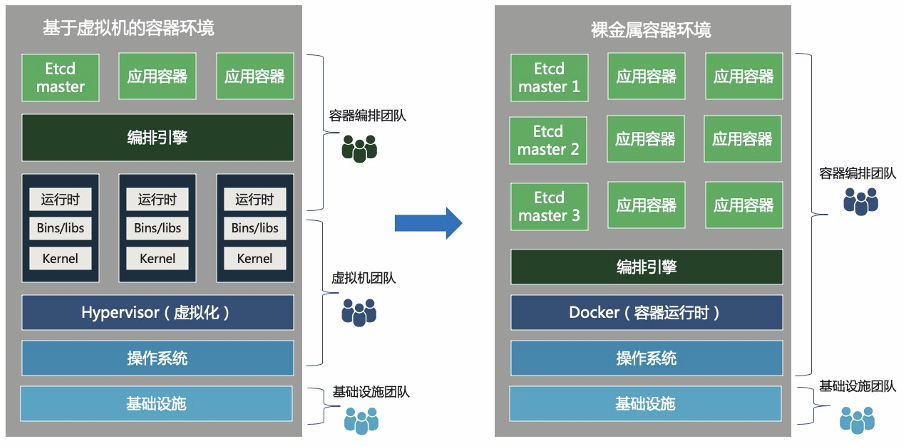 基于虚拟机的容器环境
Etcd
master
应用容器
应用容器
编排引擎
运行时
运行时
运行时
Bins/libs
Bins/libs
Bins/libs
Kernel
Kernel
Kernel
Hypervisor（虚拟化）
操作系统
基础设施
容器编排团队
虚拟机团队
基础设施团队
裸金属容器环境
Etcd
master 1
应用容器
应用容器
Etcd
master 2
应用容器
应用容器
Etcd
master 3
应用容器
应用容器
编排引擎
Docker（容器运行时）
操作系统
基础设施
容器编排团队
基础设施团队